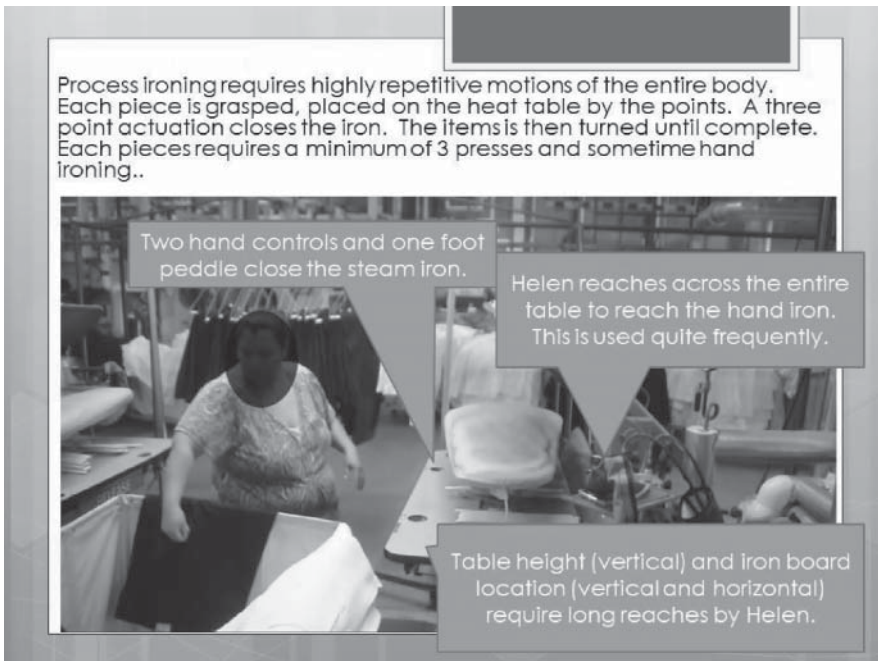 Process ironing requires highly repetitive motions of the entire body.
Each piece is grasped, placed on the heat table by the points. A three
point actuation closes the iron. The items is then turned until complete.
Each pieces requires a minimum of 3 presses and sometime hand
ironing..
Two hand controls and one foot
peddle close the steam iron.
Helen reaches across the entire
table to reach the hand iron.
This is used quite frequently.
Table height (vertical) and iron board
location (vertical and horizontal)
require long reaches by Helen.